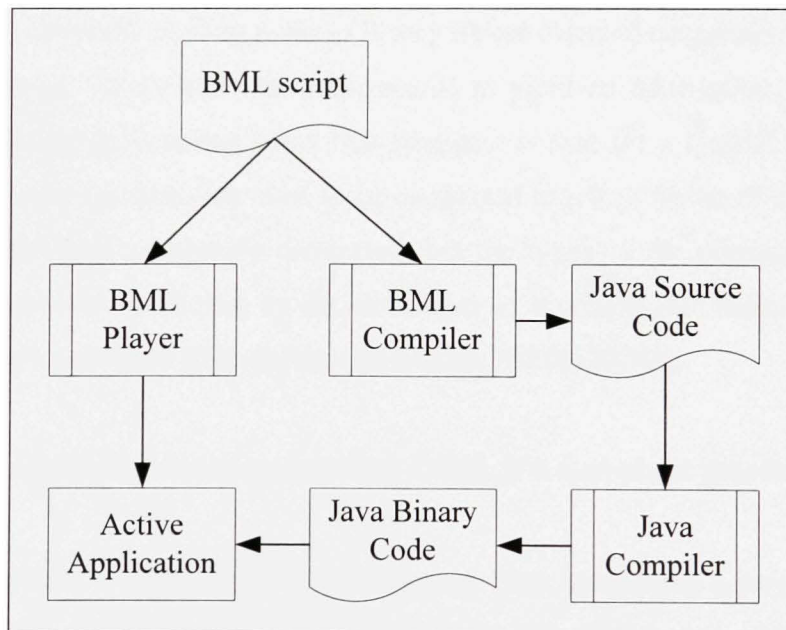 BML script
BML
Player
BML
Compiler
Java Source
Code
Active
Application
Java Binary
Code
Java
Compiler